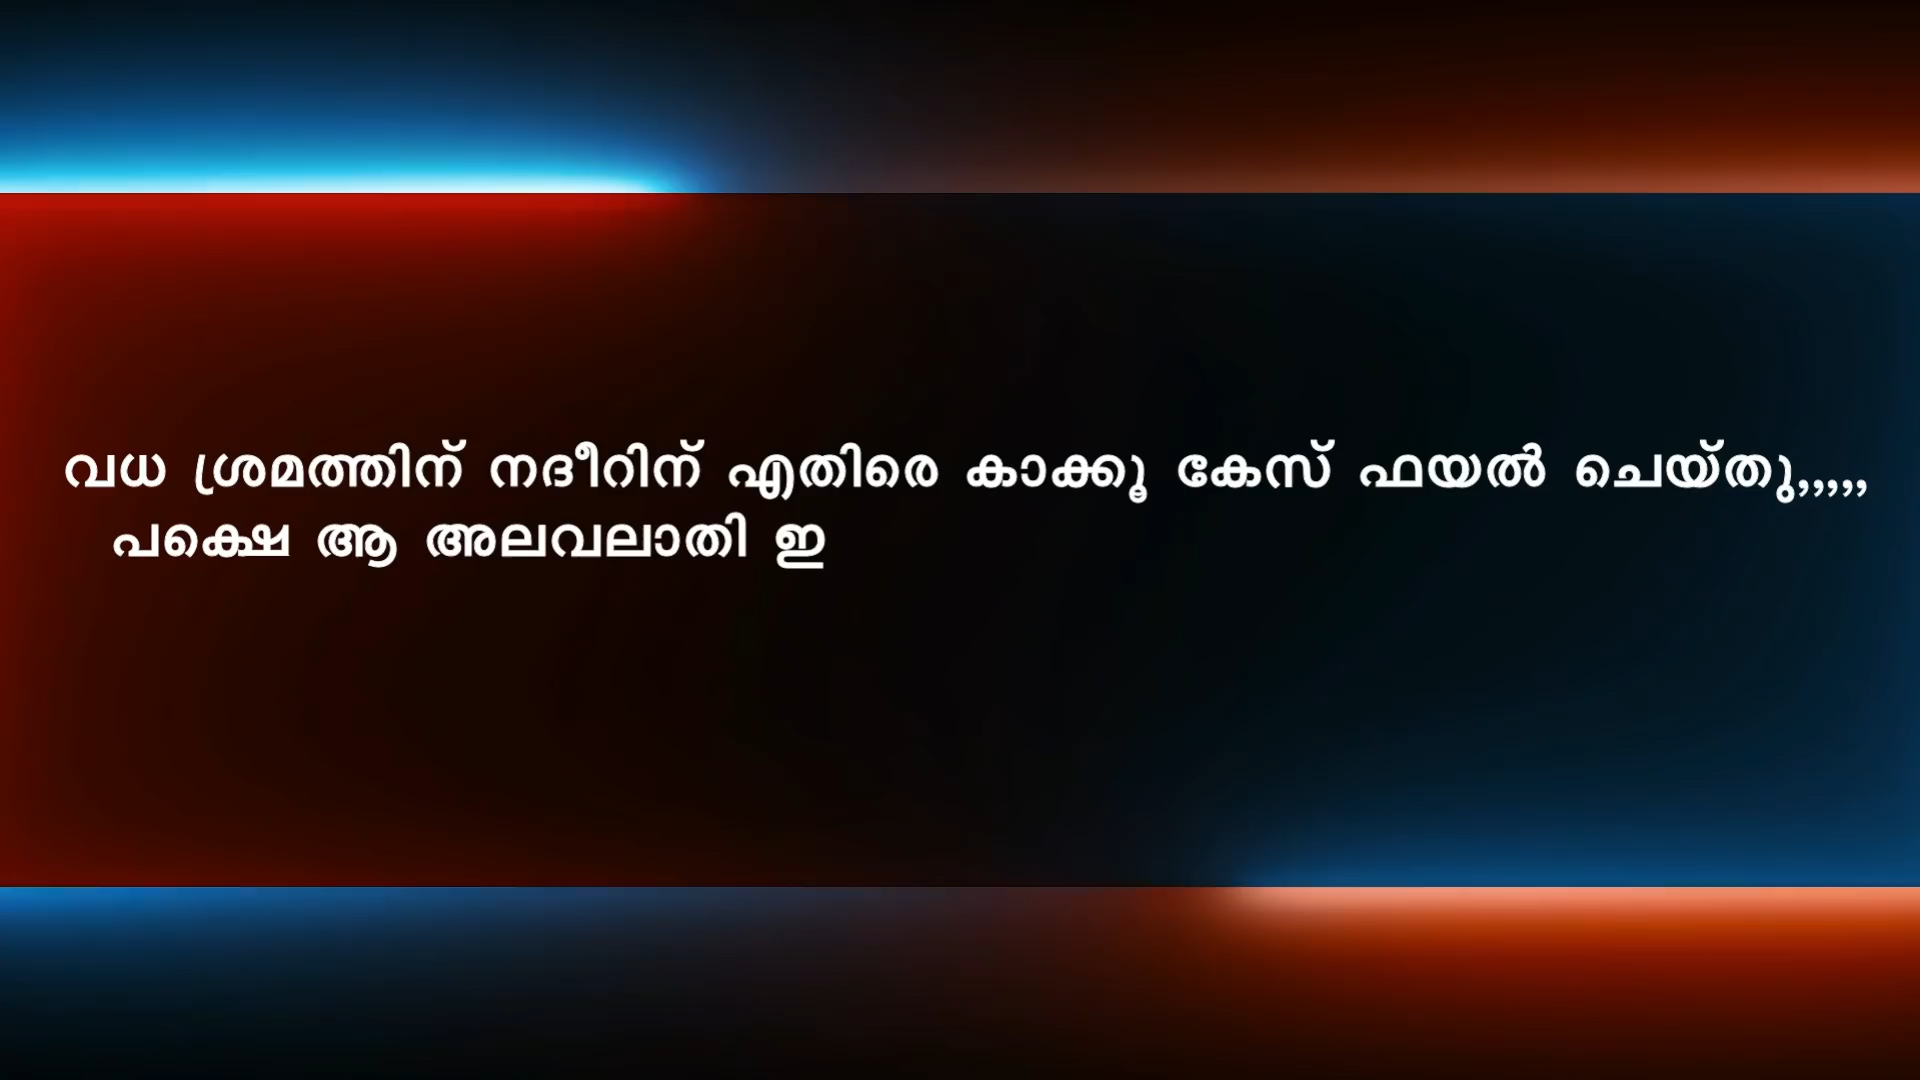 വധ ശ്രമത്തിന് നദീറിന് എതിരെ കാക്കൂ കേസ് ഫയൽ ചെയ്തു,,,,,
പക്ഷെ ആ അലവലാതി ഇ